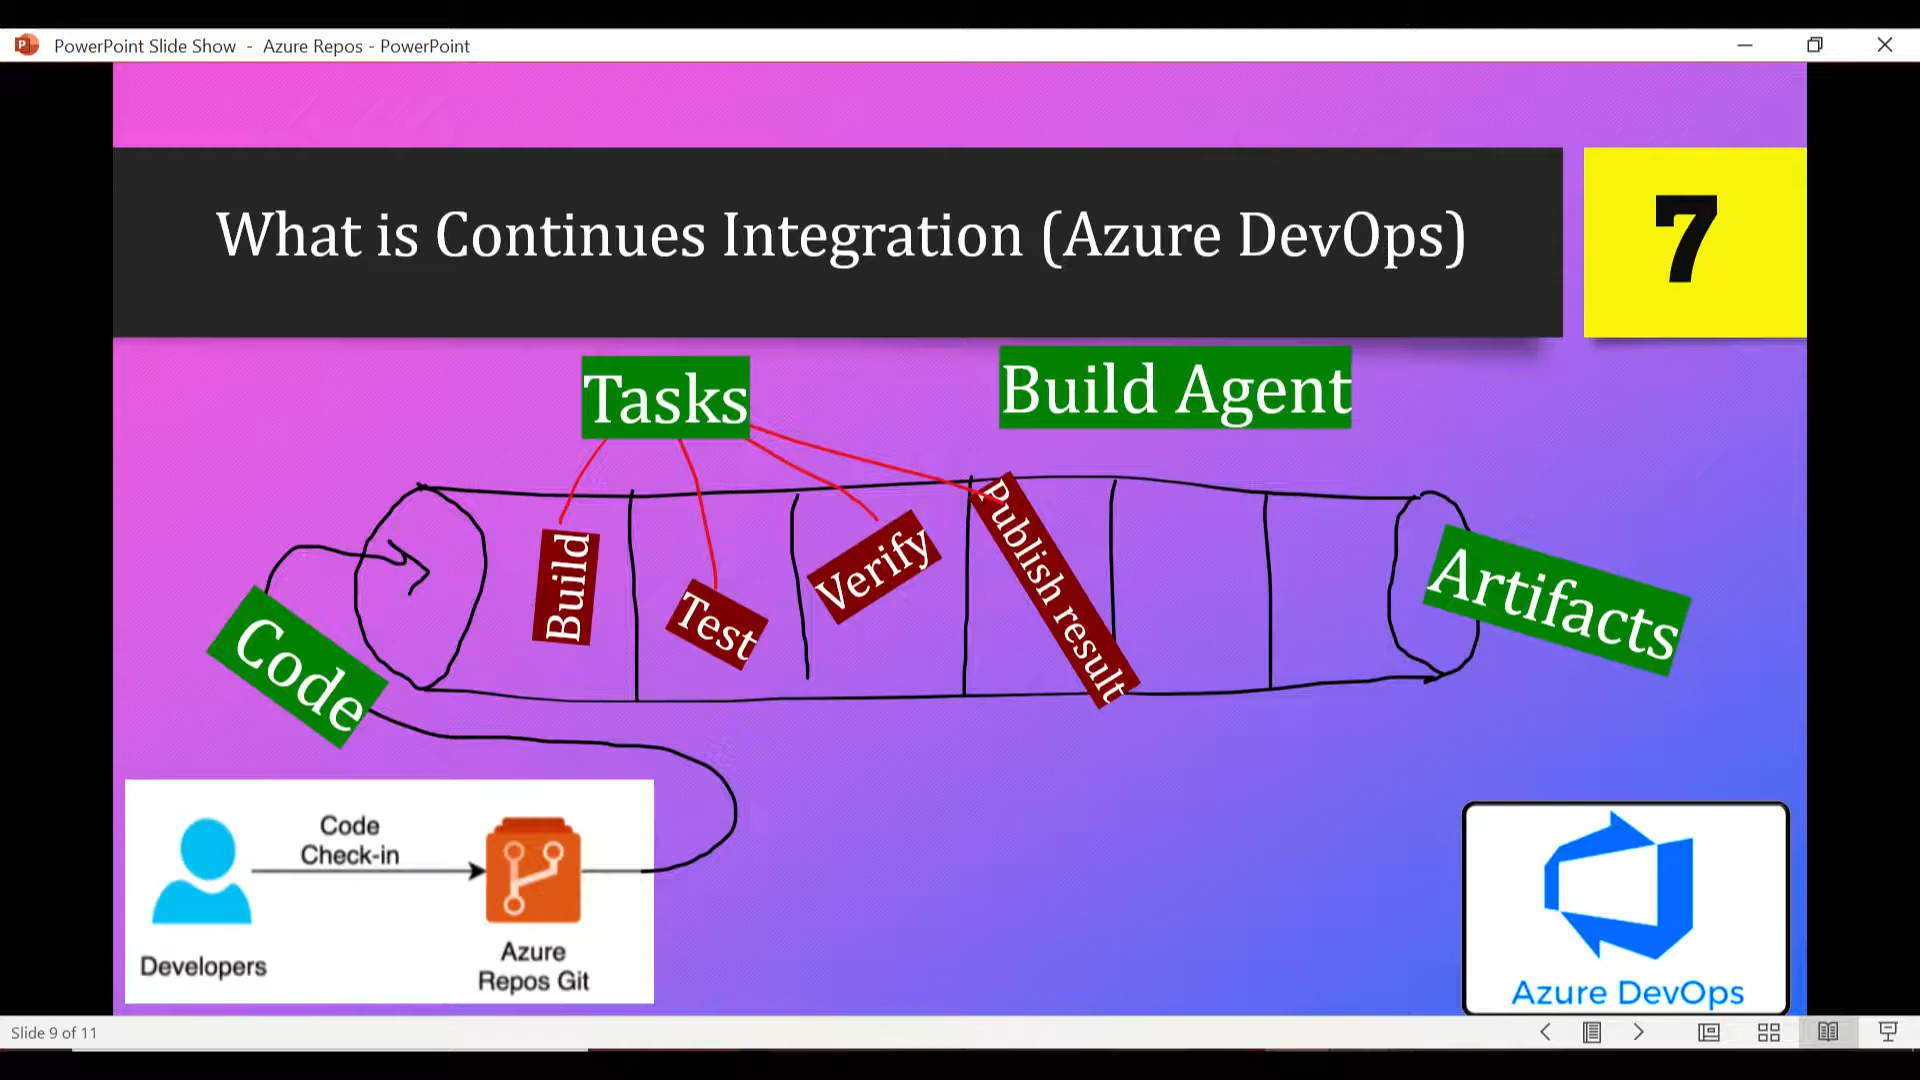 PowerPoint Slide Show - Azure Repos - PowerPoint
What is Continues Integration (Azure DevOps)
7
Tasks
Build Agent
Build
Test
Verify
Publish result
Artifacts
Code
Code
Check-in
Developers
Azure
Repos Git
Azure DevOps
Slide 9 of 11